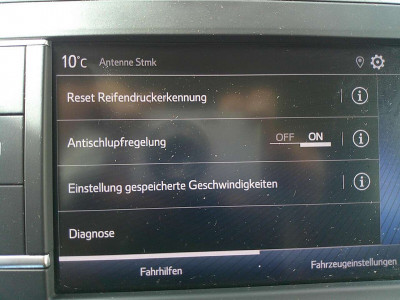 10°C Antenne Stmk
Reset Reifendruckerkennung
Antischlupfregelung OFF ON
Einstellung gespeicherte Geschwindigkeiten
Diagnose
Fahrhilfen Fahrzeugeinstellungen